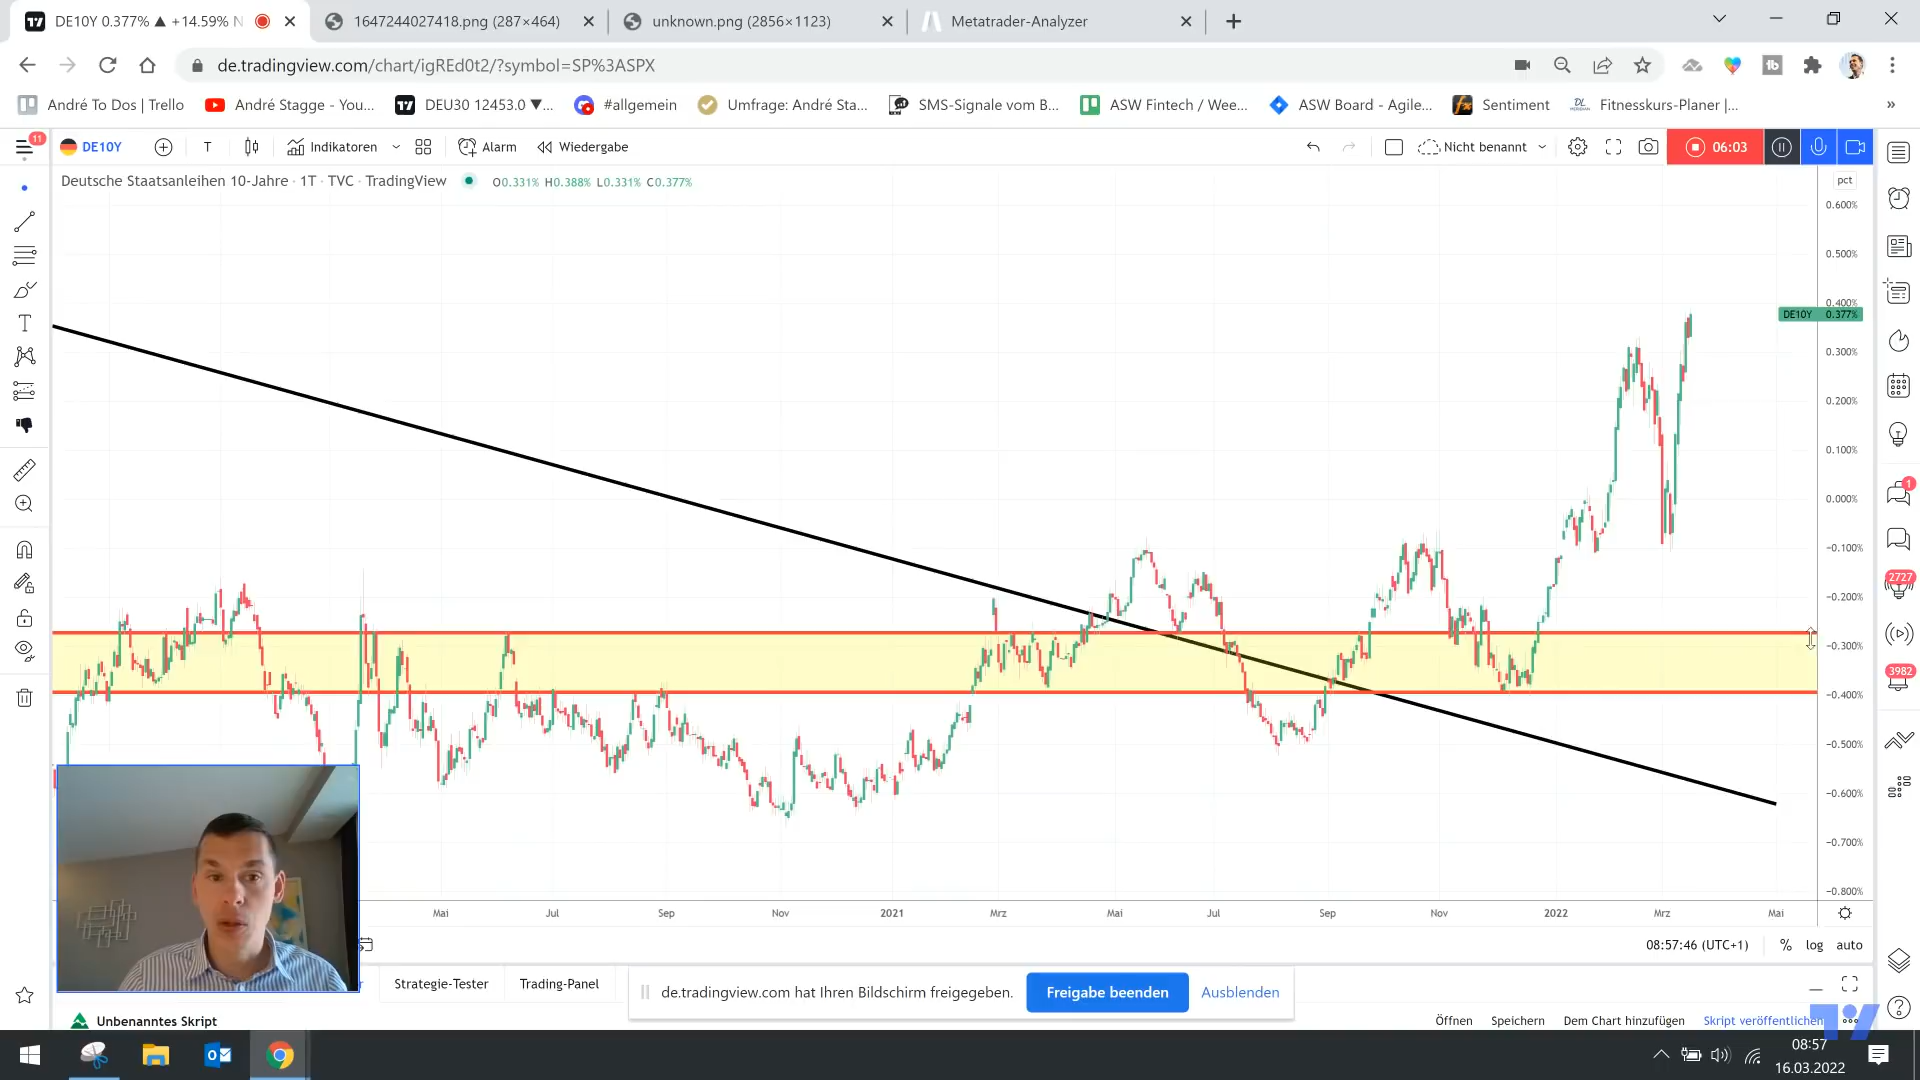 DE10Y 0.377% ▲ +14.59% N
1647244027418.png (287×464)
unknown.png (2856×1123)
Metatrader-Analyzer
de.tradingview.com/chart/igREd0t2/?symbol=SP%3ASPX
André To Dos | Trello
André Stagge - You...
DEU30 12453.0 ▼...
#allgemein
Umfrage: André Sta...
SMS-Signale vom B...
ASW Fintech / Wee...
ASW Board - Agile...
Sentiment
Fitnesskurs-Planer |...
11
DE10Y
T
Indikatoren
Alarm
Wiedergabe
Nicht benannt
06:03
Deutsche Staatsanleihen 10-Jahre · 1T · TVC · TradingView
O0.331% H0.388% L0.331% C0.377%
pct
0.600%
0.500%
0.400%
DE10Y 0.377%
0.300%
0.200%
0.100%
0.000%
−0.100%
−0.200%
−0.300%
−0.400%
−0.500%
−0.600%
−0.700%
−0.800%
1
2727
3982
Mai
Jul
Sep
Nov
2021
Mrz
Mai
Jul
Sep
Nov
2022
Mrz
Mai
08:57:46 (UTC+1)
%
log
auto
Strategie-Tester
Trading-Panel
de.tradingview.com hat Ihren Bildschirm freigegeben.
Freigabe beenden
Ausblenden
Unbenanntes Skript
Öffnen
Speichern
Dem Chart hinzufügen
Skript veröffentlichen
08:57
16.03.2022